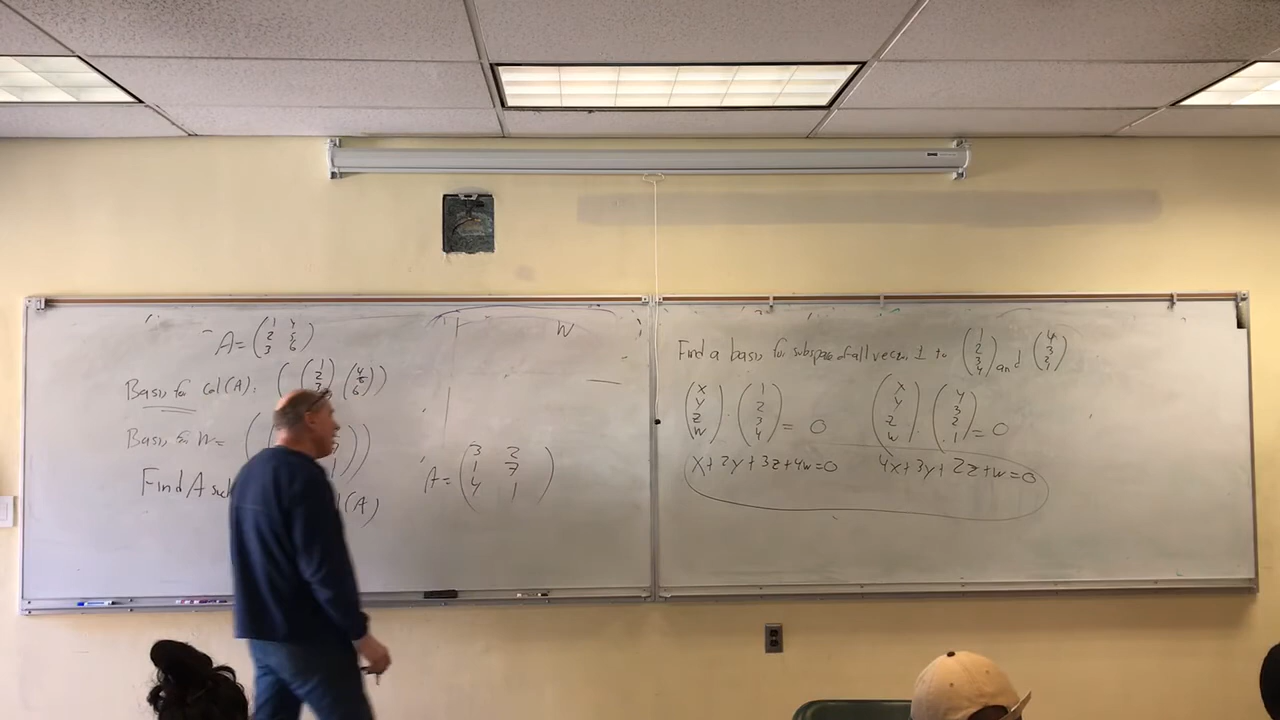 A = (1 4
2 5
3 6)
Basis for Col(A): ( (1 2 3) (4 5 6) )
Basis for W = (
Find A
(A)
W
A = (3 2
1 7
4 1)
Find a basis for subspace of all vecs ⊥ to (1 2 3 4) and (4 3 2 1)
(x y z w) · (1 2 3 4) = 0 (x y z w) · (4 3 2 1) = 0
x+2y+3z+4w=0 4x+3y+2z+w=0